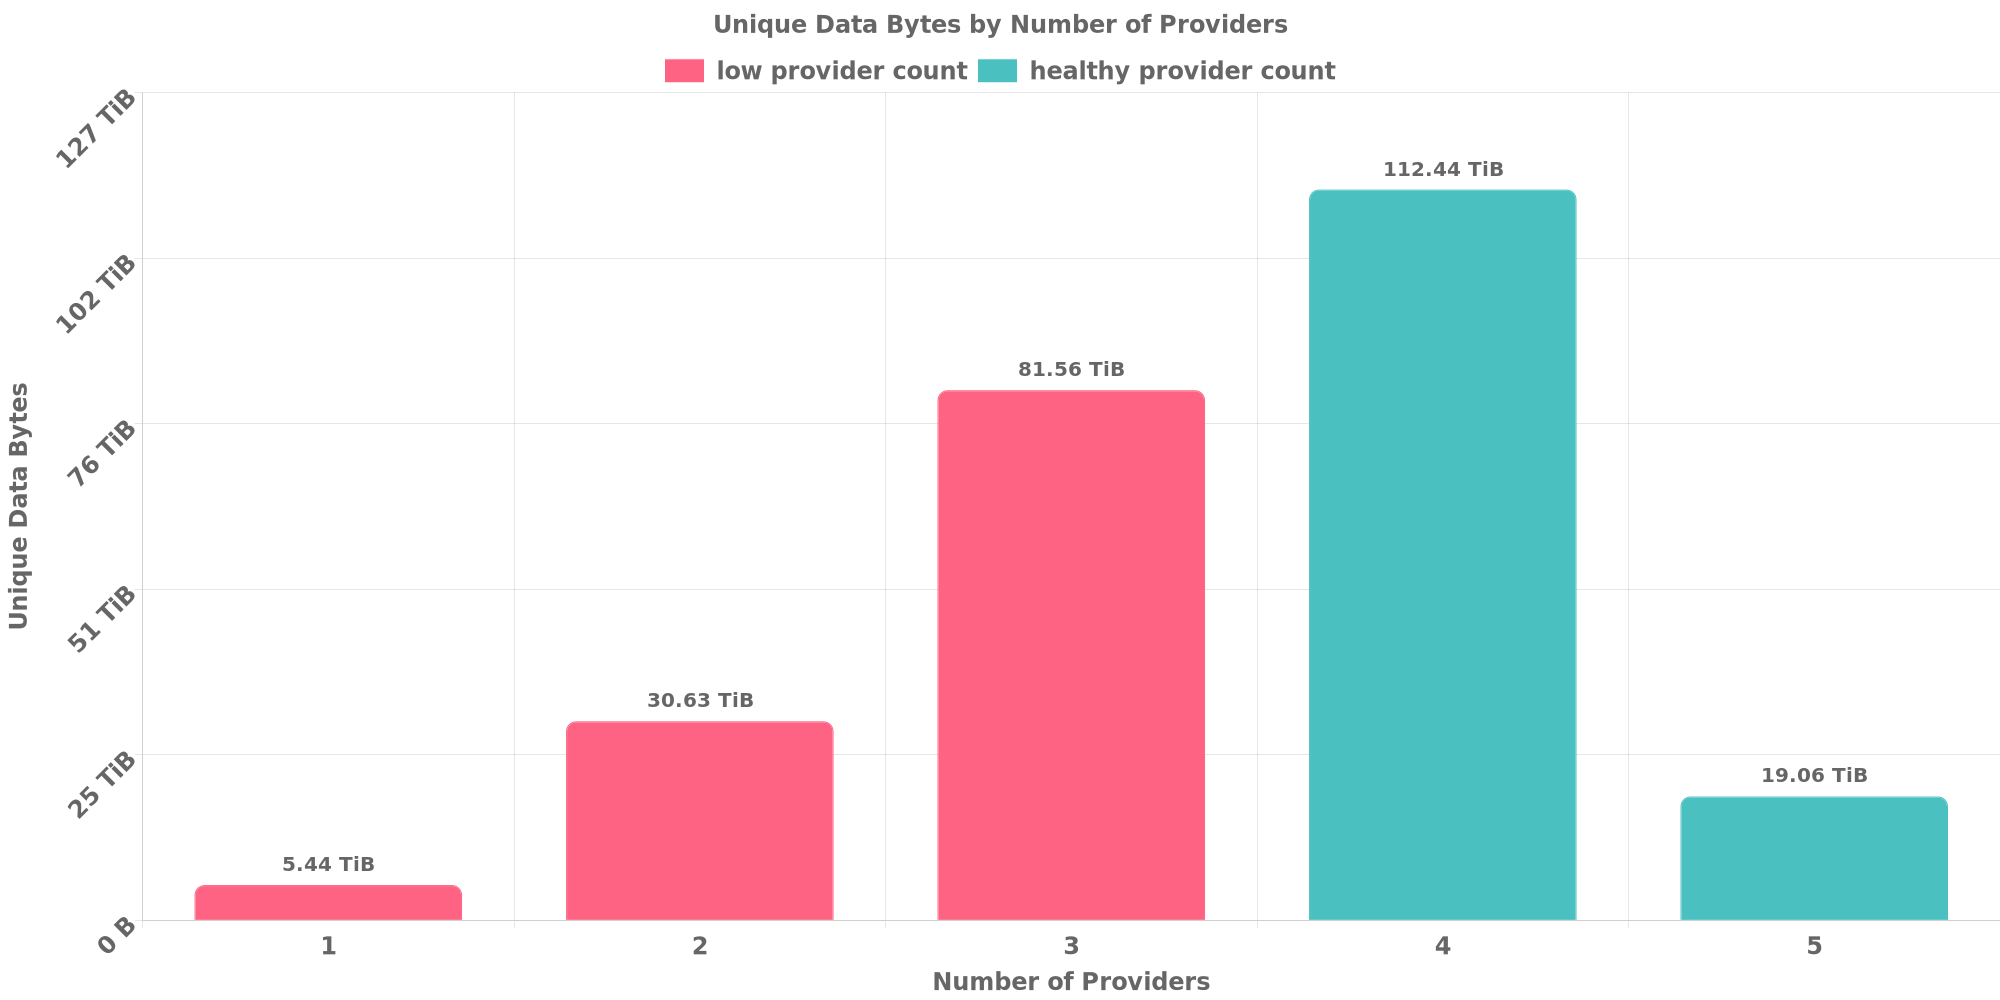 Unique Data Bytes by Number of Providers
low provider count healthy provider count
127 TiB
102 TiB
76 TiB
51 TiB
25 TiB
0 B
Unique Data Bytes
5.44 TiB
30.63 TiB
81.56 TiB
112.44 TiB
19.06 TiB
1 2 3 4 5
Number of Providers